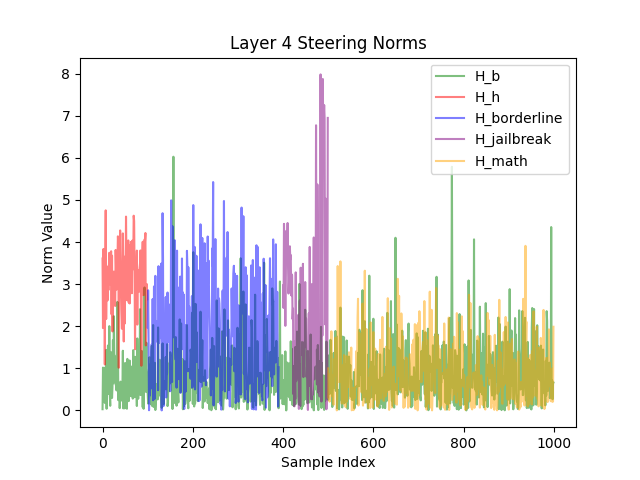 Layer 4 Steering Norms
H_b
H_h
H_borderline
H_jailbreak
H_math
Norm Value
8
7
6
5
4
3
2
1
0
0 200 400 600 800 1000
Sample Index